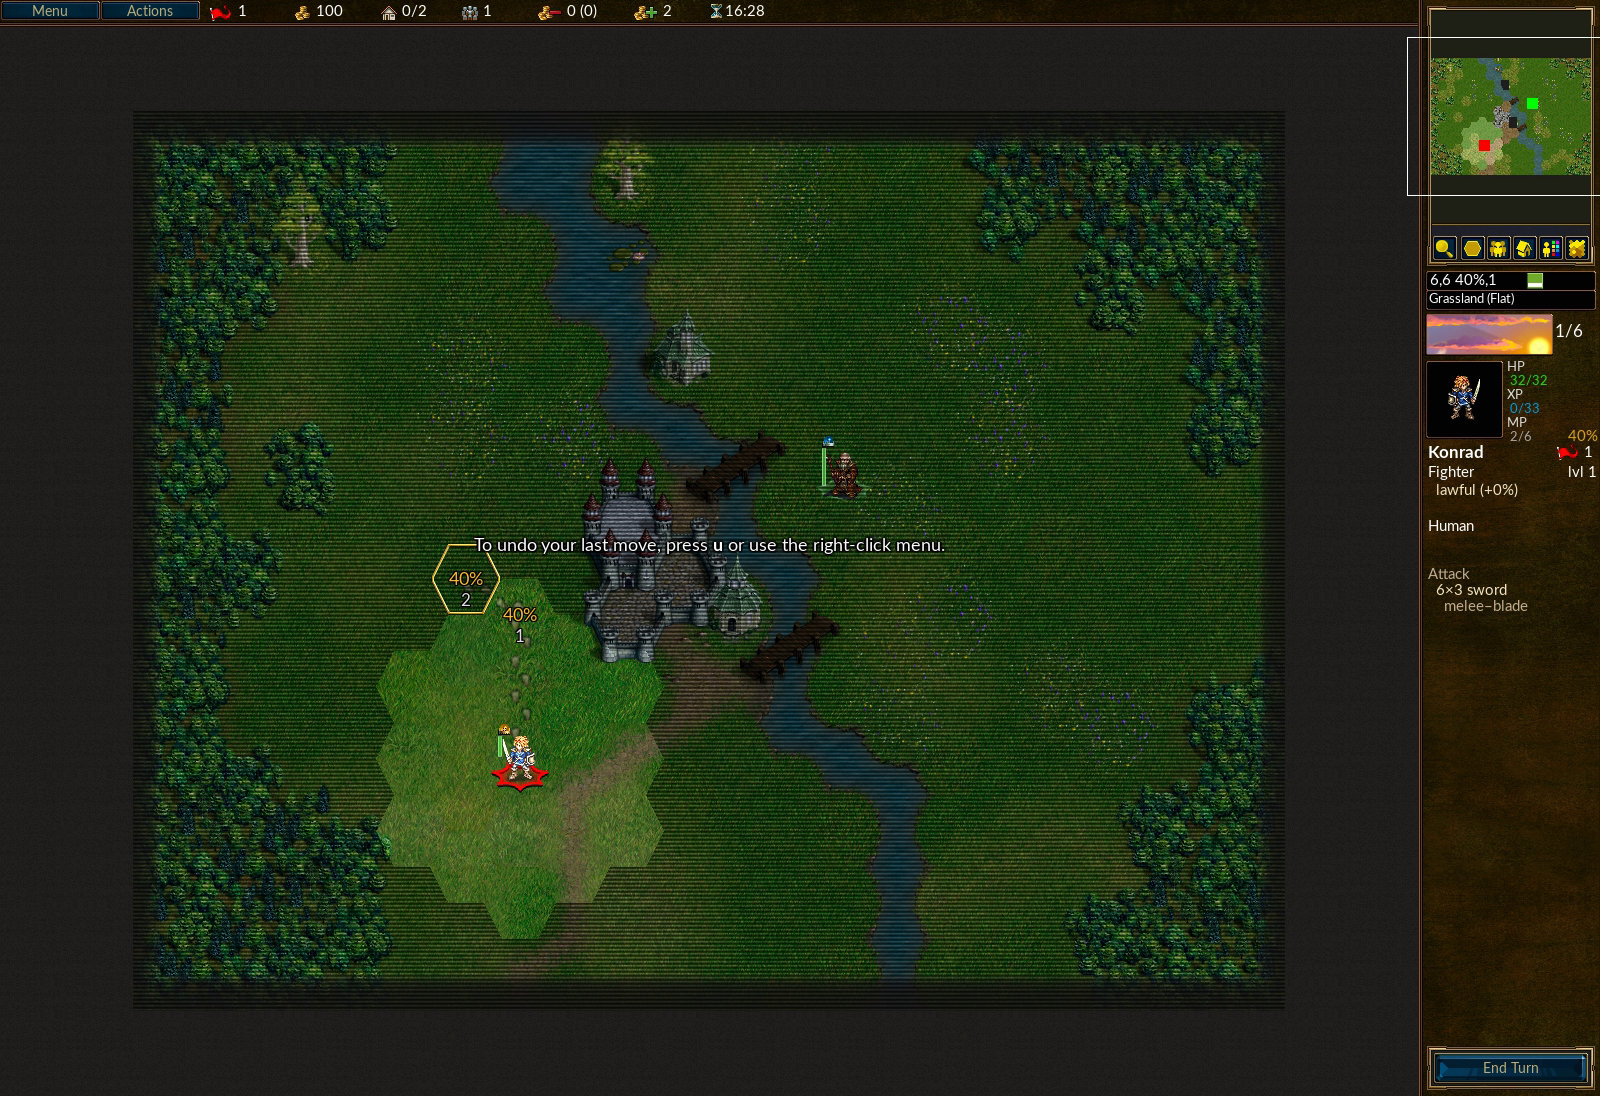 Menu
Actions
1
100
0/2
1
0 (0)
2
16:28
6,6 40%,1
Grassland (Flat)
1/6
HP
32/32
XP
0/33
MP
2/6
40%
Konrad
1
Fighter
lvl 1
lawful (+0%)
Human
Attack
6×3 sword
melee–blade
To undo your last move, press u or use the right-click menu.
40%
2
40%
1
End Turn